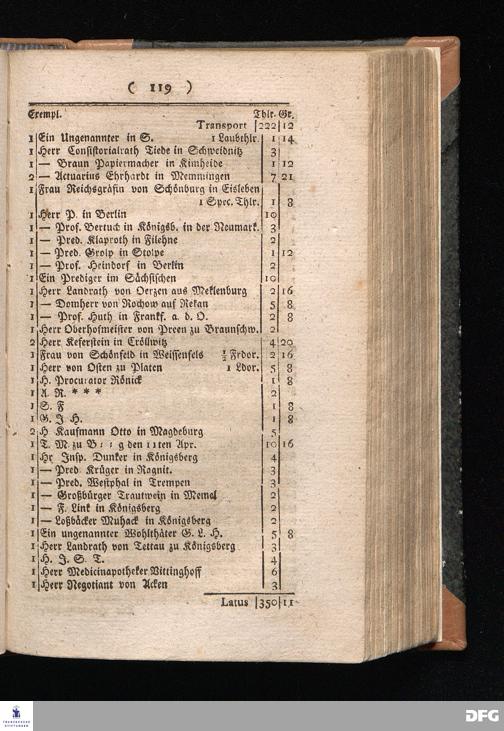 ( 119 )
Exempl. Thlr. Gr.
Transport |222|12
1 Ein Ungenannter in S. 1 Laubthlr. 1 14
1 Herr Consistorialrath Tiede in Schweidnitz 3
1 — Braun Papiermacher in Kimheide 1 12
2 — Actuarius Ehrhardt in Memmingen 7 21
1 Frau Reichsgräfin von Schönburg in Eisleben
1 Spec. Thlr. 1 8
1 Herr P. in Berlin 10
1 — Prof. Bertuch in Königsb. in der Neumark. 3
1 — Pred. Klaproth in Filehne 2
1 — Pred. Grolp in Stolpe 1 12
1 — Prof. Heindorf in Berlin 2
1 Ein Prediger im Sächsischen 10
1 Herr Landrath von Oerzen aus Meklenburg 2 16
1 — Domherr von Rochow auf Rekan 5 8
1 — Prof. Huth in Frankf. a. d. O. 2 8
1 Herr Oberhofmeister von Preen zu Braunschw. 2
2 Herr Keferstein in Cröllwitz 4 20
1 Frau von Schönfeld in Weissenfels ½ Frdor. 2 16
1 Herr von Osten zu Platen 1 Ldor. 5 8
1 H. Procurator Rönick 1 8
1 A. R. * * * 2
1 S. F 1 8
1 G. J. H. 1 8
2 H Kaufmann Otto in Magdeburg 5
1 T. M. zu B : : g den 11ten Apr. 10 16
1 Hr Insp. Dunker in Königsberg 4
1 — Pred. Krüger in Ragnit. 3
1 — Pred. Westphal in Trempen 3
1 — Großbürger Trautwein in Memel 2
1 — F. Link in Königsberg 2
1 — Loßbäcker Muhack in Königsberg 2
1 Ein ungenannter Wohlthäter G. L. H. 5 8
1 Herr Landrath von Tettau zu Königsberg 3
1 H. J. S. T. 4
1 Herr Medicinapotheker Vittinghoff 6
1 Herr Negotiant von Acken 3
Latus |350|11
FRANCKESCHE
STIFTUNGEN
DFG